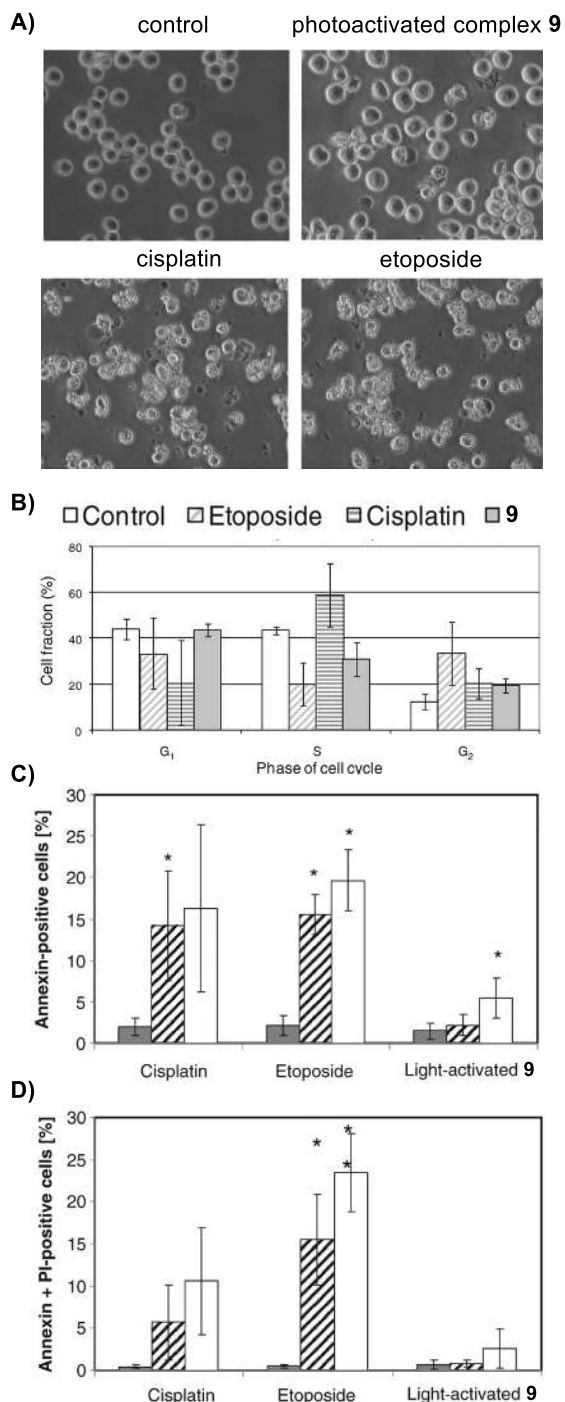 A)
control photoactivated complex 9
cisplatin etoposide
B)
Control Etoposide Cisplatin 9
80
60
40
20
0
Cell fraction (%)
G1 S G2
Phase of cell cycle
C)
30
25
20
15
10
5
0
Annexin-positive cells [%]
* * * *
Cisplatin Etoposide Light-activated 9
D)
30
25
20
15
10
5
0
Annexin + PI-positive cells [%]
* *
*
Cisplatin Etoposide Light-activated 9